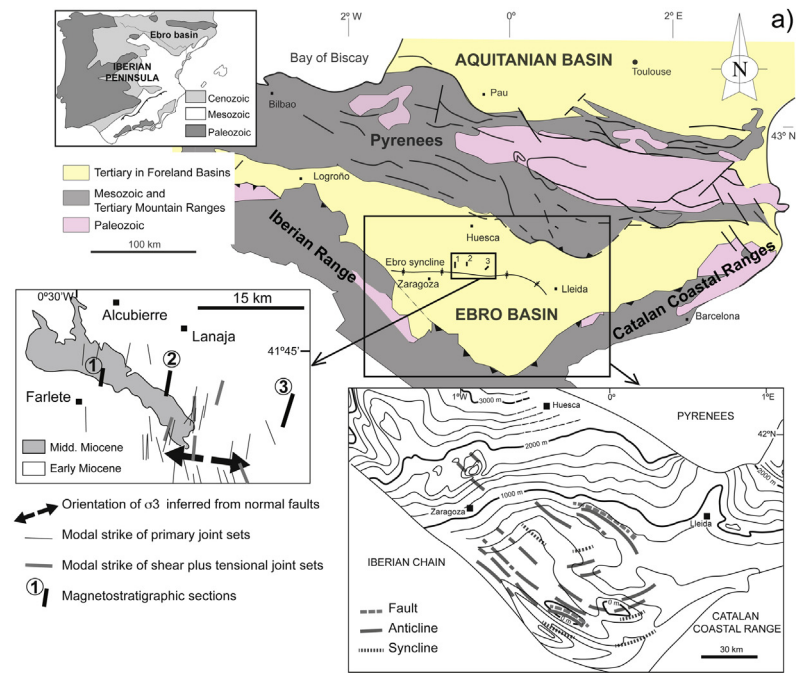 a)
2° W
0°
2° E
Ebro basin
IBERIAN
PENINSULA
Cenozoic
Mesozoic
Paleozoic
Bay of Biscay
AQUITANIAN BASIN
Toulouse
N
Bilbao
Pau
Pyrenees
43° N
Tertiary in Foreland Basins
Mesozoic and
Tertiary Mountain Ranges
Paleozoic
100 km
Logroño
Iberian Range
Huesca
Ebro syncline
1
2
3
Zaragoza
Lleida
EBRO BASIN
Catalan Coastal Ranges
Barcelona
0°30'W
15 km
Alcubierre
Lanaja
41°45'
1
2
3
Farlete
Midd. Miocene
Early Miocene
Orientation of σ3 inferred from normal faults
Modal strike of primary joint sets
Modal strike of shear plus tensional joint sets
1
Magnetostratigraphic sections
1°W
0°
1°E
3000 m
Huesca
PYRENEES
42°N
2000 m
2000 m
1000 m
Zaragoza
Lleida
IBERIAN CHAIN
0 m
0 m
Fault
Anticline
Syncline
CATALAN
COASTAL RANGE
30 km